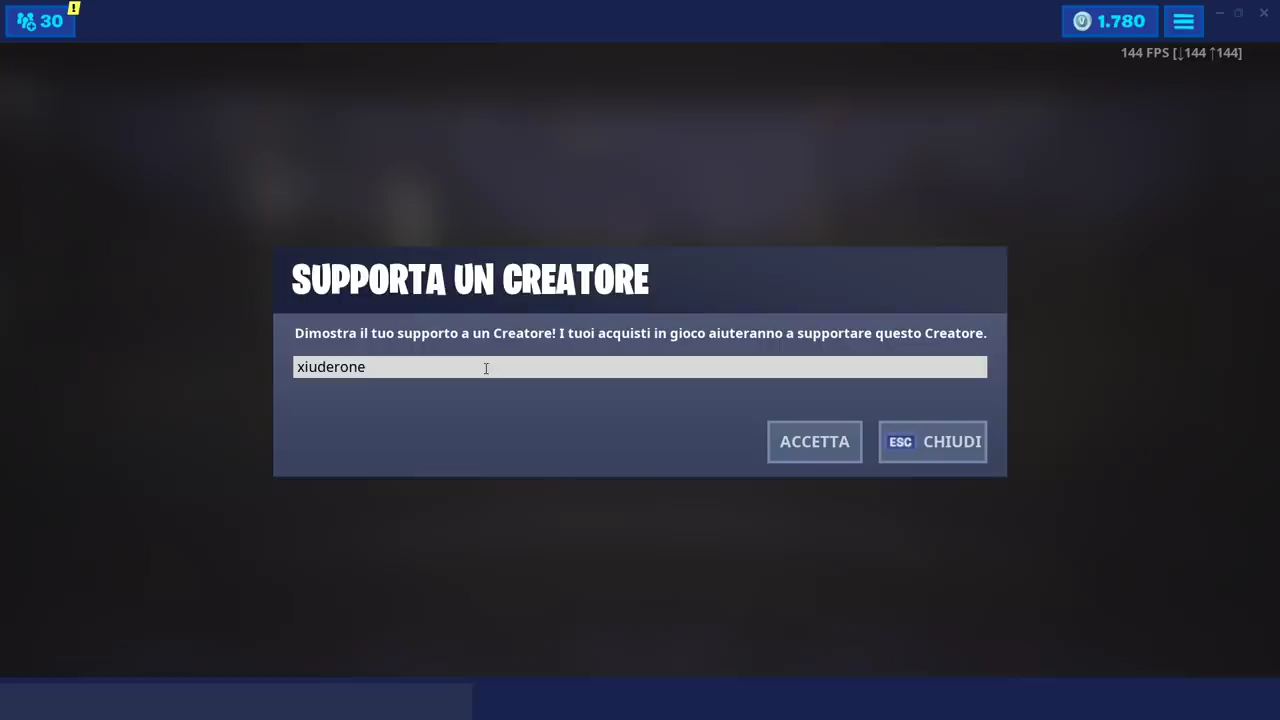 30
!
1.780
144 FPS [↓144 ↑144]
SUPPORTA UN CREATORE
Dimostra il tuo supporto a un Creatore! I tuoi acquisti in gioco aiuteranno a supportare questo Creatore.
xiuderone
ACCETTA
ESC CHIUDI